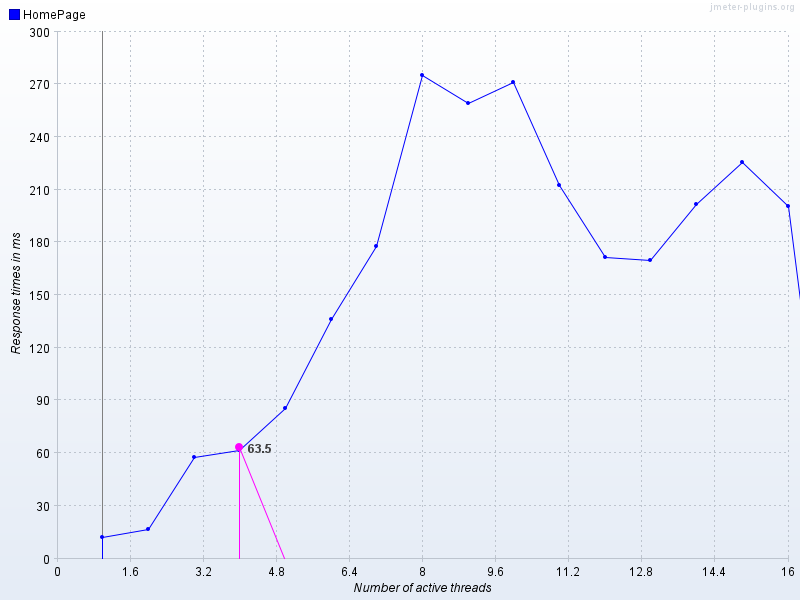 jmeter-plugins.org
HomePage
300
270
240
210
180
150
120
90
60
30
0
Response times in ms
63.5
0 1.6 3.2 4.8 6.4 8 9.6 11.2 12.8 14.4 16
Number of active threads